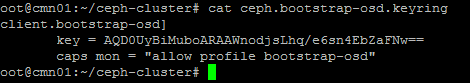 oot@cmn01:~/ceph-cluster# cat ceph.bootstrap-osd.keyring
client.bootstrap-osd]
key = AQD0UyBiMuboARAAWnodjsLhq/e6sn4EbZaFNw==
caps mon = "allow profile bootstrap-osd"
oot@cmn01:~/ceph-cluster#